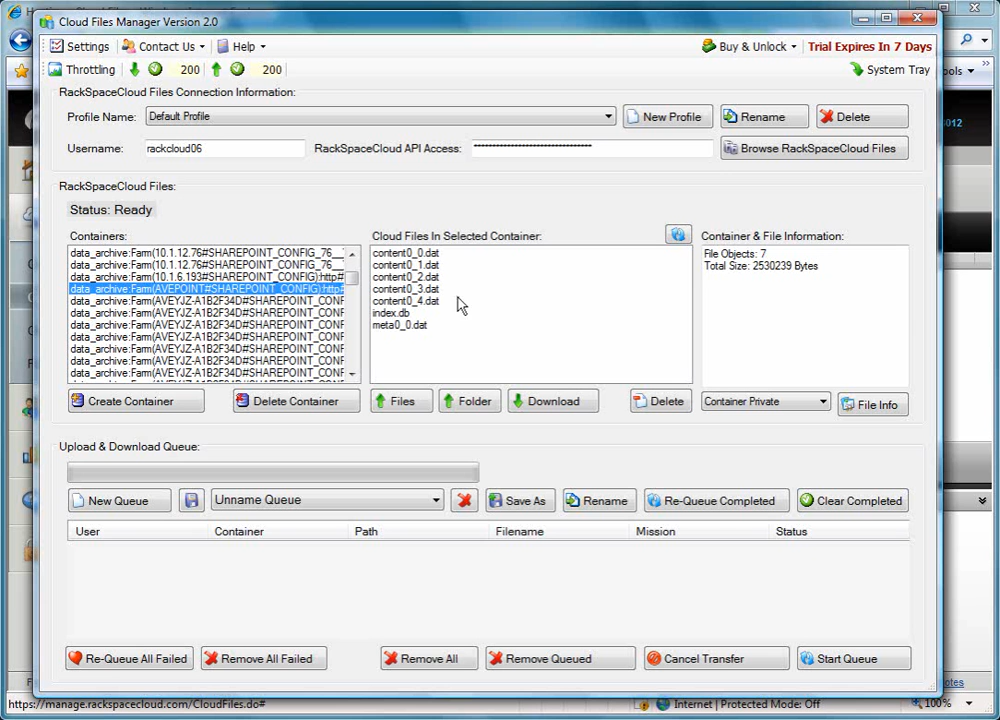 Cloud Files Manager Version 2.0
Settings Contact Us Help Buy & Unlock Trial Expires In 7 Days
Throttling 200 200 System Tray
ools
RackSpaceCloud Files Connection Information:
Profile Name: Default Profile New Profile Rename Delete
8012
Username: rackcloud06 RackSpaceCloud API Access: ******************************** Browse RackSpaceCloud Files
RackSpaceCloud Files:
Status: Ready
Containers: Cloud Files In Selected Container: Container & File Information:
data_archive:Farm(10.1.12.76#SHAREPOINT_CONFIG_76__ content0_0.dat File Objects: 7
data_archive:Farm(10.1.12.76#SHAREPOINT_CONFIG_76__ content0_1.dat Total Size: 2530239 Bytes
data_archive:Farm(10.1.6.193#SHAREPOINT_CONFIG):http# content0_2.dat
data_archive:Farm(AVEPOINT#SHAREPOINT_CONFIG):http# content0_3.dat
data_archive:Farm(AVEYJZ-A1B2F34D#SHAREPOINT_CONF content0_4.dat
data_archive:Farm(AVEYJZ-A1B2F34D#SHAREPOINT_CONF index.db
data_archive:Farm(AVEYJZ-A1B2F34D#SHAREPOINT_CONF meta0_0.dat
data_archive:Farm(AVEYJZ-A1B2F34D#SHAREPOINT_CONF
data_archive:Farm(AVEYJZ-A1B2F34D#SHAREPOINT_CONF
data_archive:Farm(AVEYJZ-A1B2F34D#SHAREPOINT_CONF
data_archive:Farm(AVEYJZ-A1B2F34D#SHAREPOINT_CONF
Create Container Delete Container Files Folder Download Delete Container Private File Info
Upload & Download Queue:
New Queue Unname Queue Save As Rename Re-Queue Completed Clear Completed
User Container Path Filename Mission Status
Re-Queue All Failed Remove All Failed Remove All Remove Queued Cancel Transfer Start Queue
https://manage.rackspacecloud.com/CloudFiles.do# Internet | Protected Mode: Off 100%